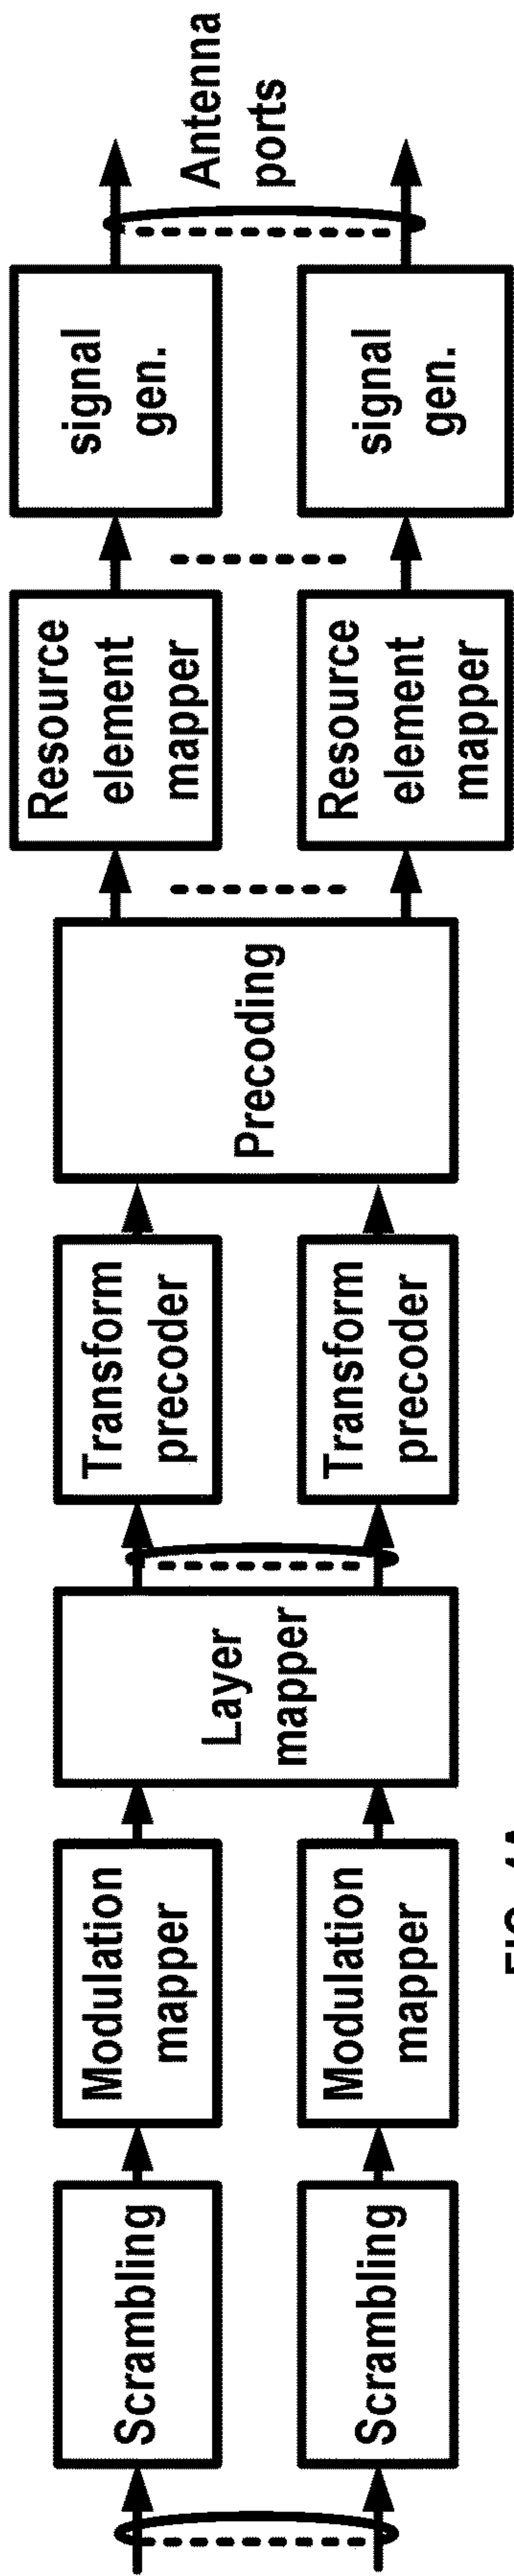 Scrambling
Scrambling
Modulation
mapper
Modulation
mapper
Layer
mapper
Transform
precoder
Transform
precoder
Precoding
Resource
element
mapper
Resource
element
mapper
signal
gen.
signal
gen.
Antenna
ports